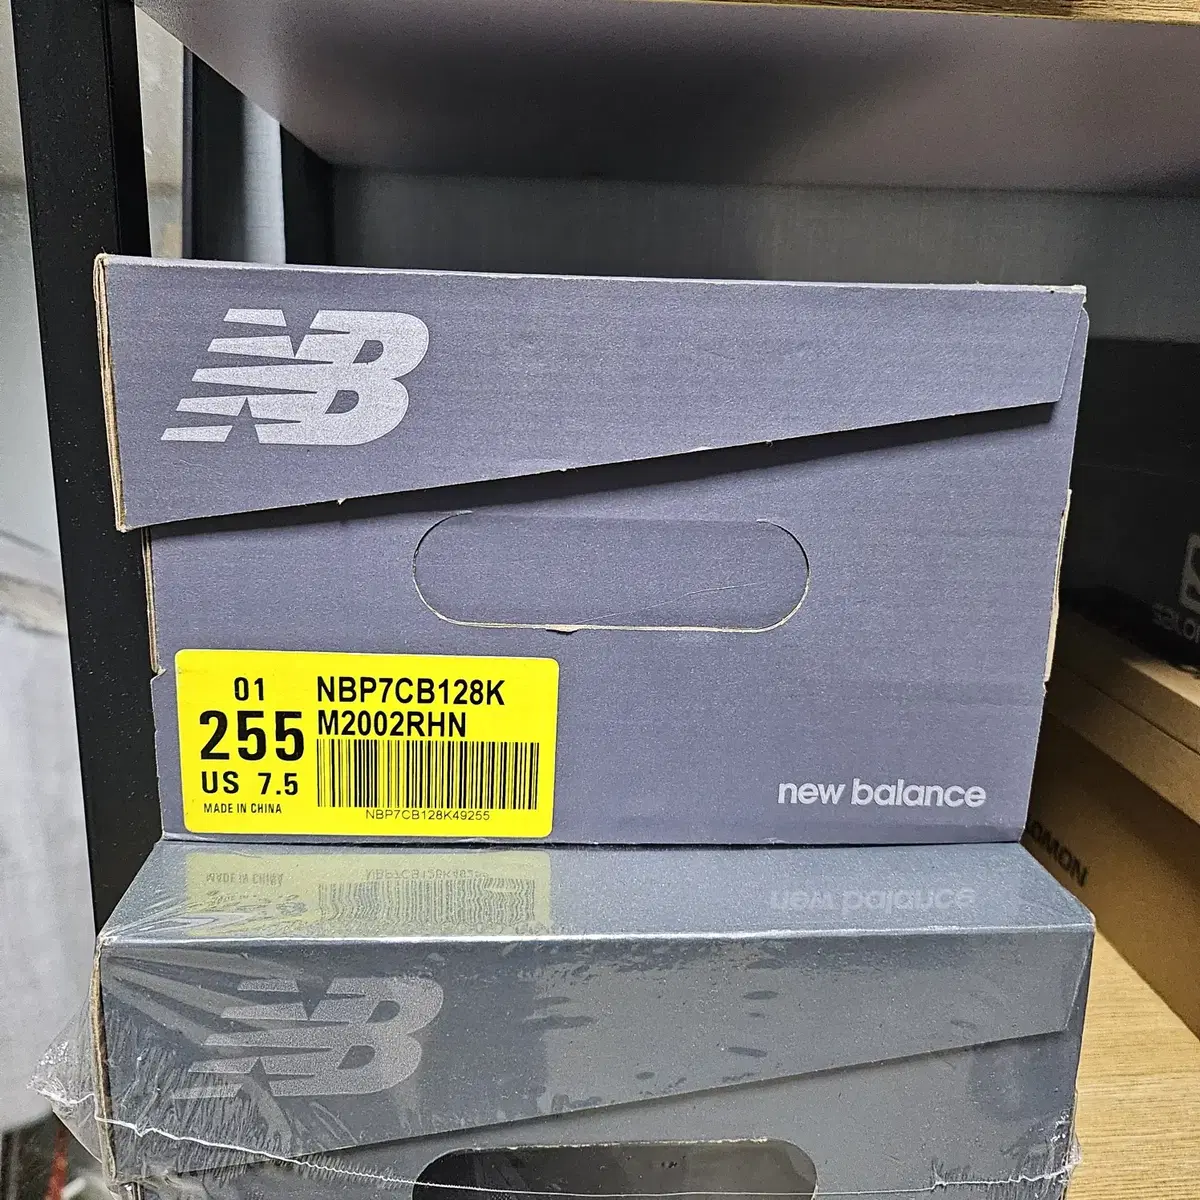 NB
01
255
US 7.5
MADE IN CHINA
NBP7CB128K
M2002RHN
NBP7CB128K49255
new balance
NB